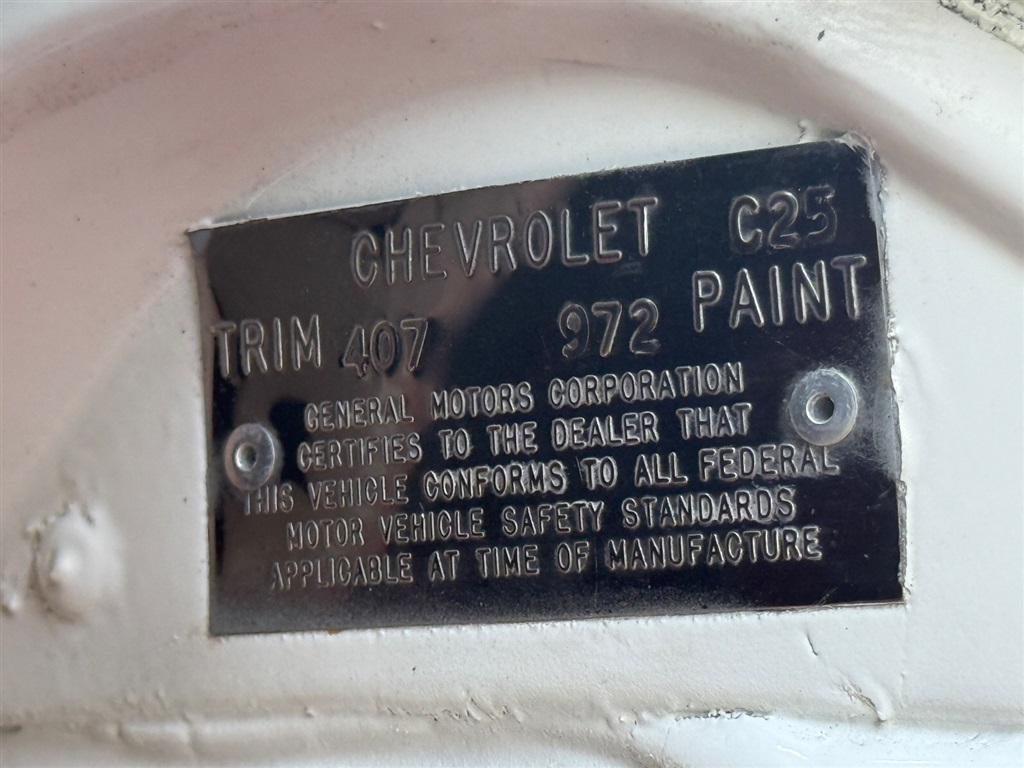 CHEVROLET C25
TRIM 407 972 PAINT
GENERAL MOTORS CORPORATION
CERTIFIES TO THE DEALER THAT
THIS VEHICLE CONFORMS TO ALL FEDERAL
MOTOR VEHICLE SAFETY STANDARDS
APPLICABLE AT TIME OF MANUFACTURE